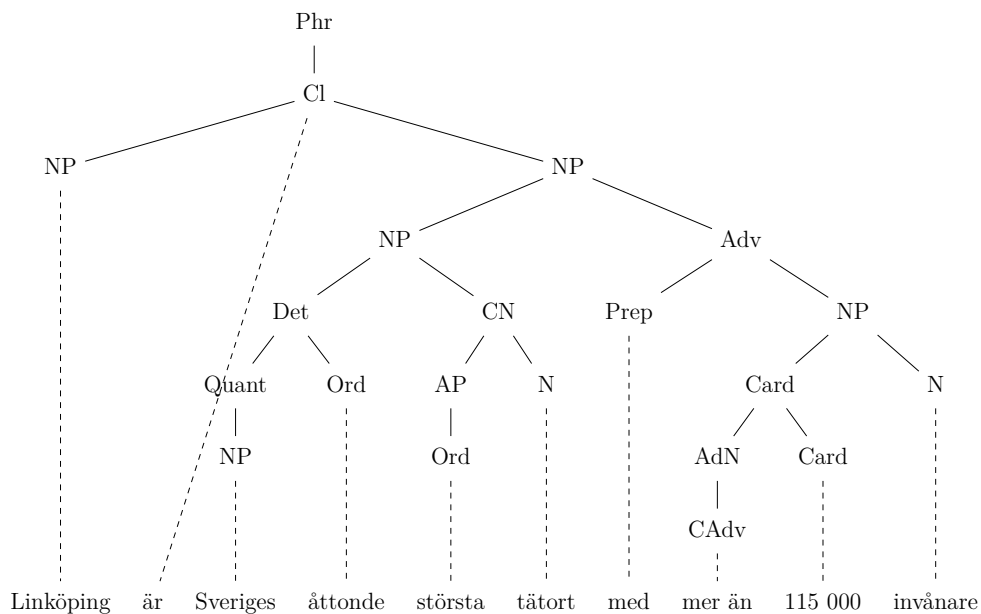 Phr
Cl
NP NP
NP Adv
Det CN Prep NP
Quant Ord AP N Card N
NP Ord AdN Card
CAdv
Linköping är Sveriges åttonde största tätort med mer än 115 000 invånare